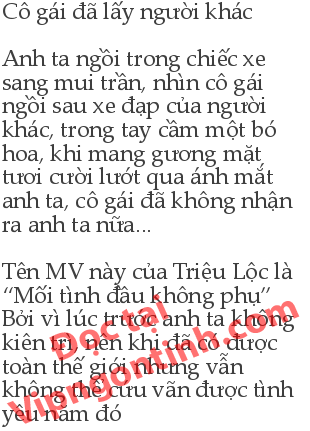 Cô gái đã lấy người khác
Anh ta ngồi trong chiếc xe
sang mui trần, nhìn cô gái
ngồi sau xe đạp của người
khác, trong tay cầm một bó
hoa, khi mang gương mặt
tươi cười lướt qua ánh mắt
anh ta, cô gái đã không nhận
ra anh ta nữa...
Tên MV này của Triệu Lộc là
“Mối tình đầu không phụ”
Bởi vì lúc trước anh ta không
kiên trì, nên khi đã có được
toàn thế giới nhưng vẫn
không thể cứu vãn được tình
yêu năm đó
Đọc tại
Vipngontinh.com